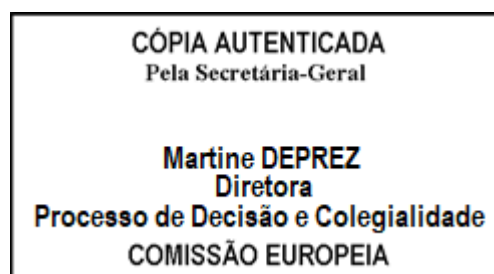 CÓPIA AUTENTICADA
Pela Secretária-Geral
Martine DEPREZ
Diretora
Processo de Decisão e Colegialidade
COMISSÃO EUROPEIA